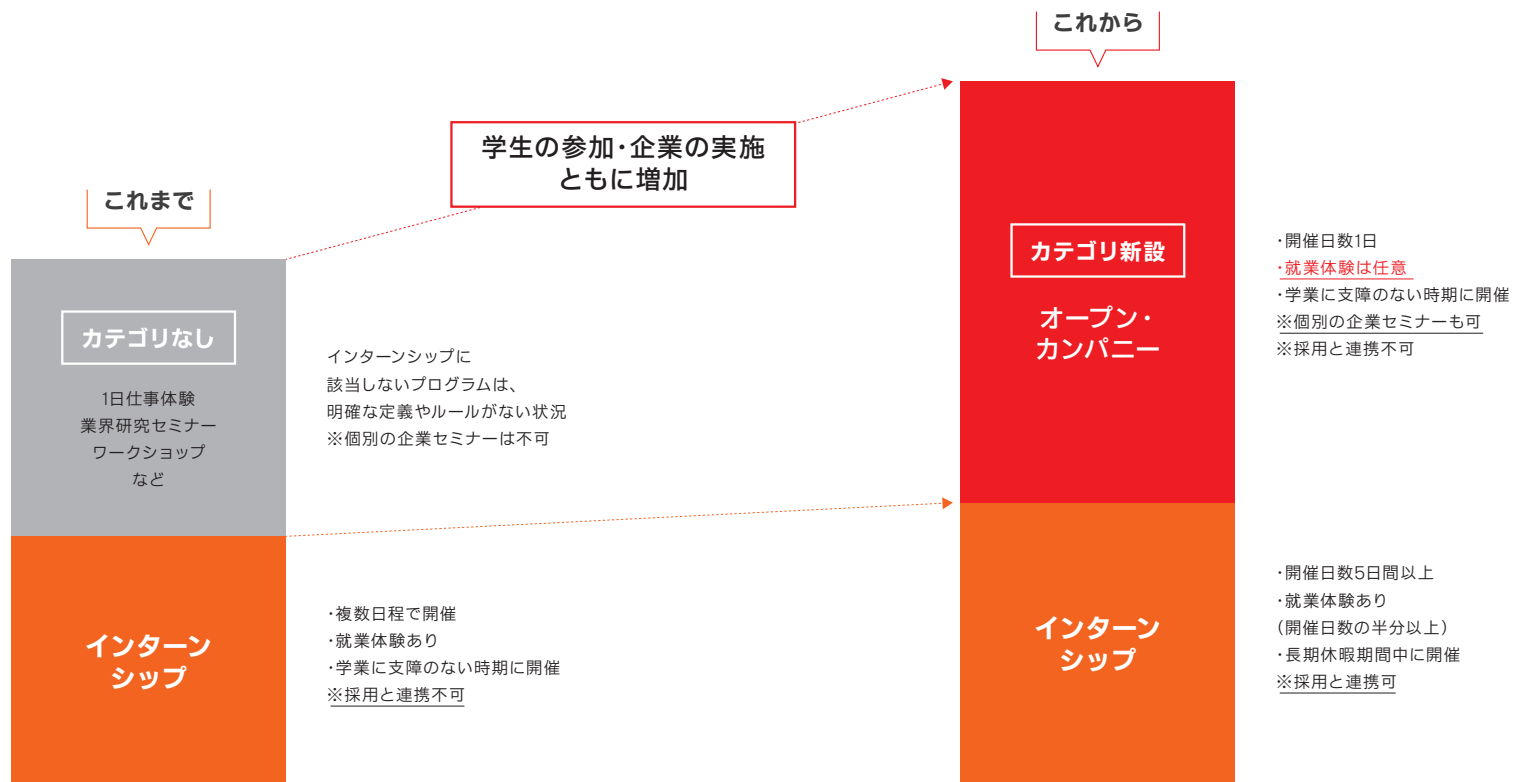 これまで
カテゴリなし
1日仕事体験
業界研究セミナー
ワークショップ
など
インターンシップに
該当しないプログラムは、
明確な定義やルールがない状況
※個別の企業セミナーは不可
インターン
シップ
・複数日程で開催
・就業体験あり
・学業に支障のない時期に開催
※採用と連携不可
学生の参加・企業の実施
ともに増加
これから
カテゴリ新設
オープン・
カンパニー
・開催日数1日
・就業体験は任意
・学業に支障のない時期に開催
※個別の企業セミナーも可
※採用と連携不可
インターン
シップ
・開催日数5日間以上
・就業体験あり
(開催日数の半分以上)
・長期休暇期間中に開催
※採用と連携可